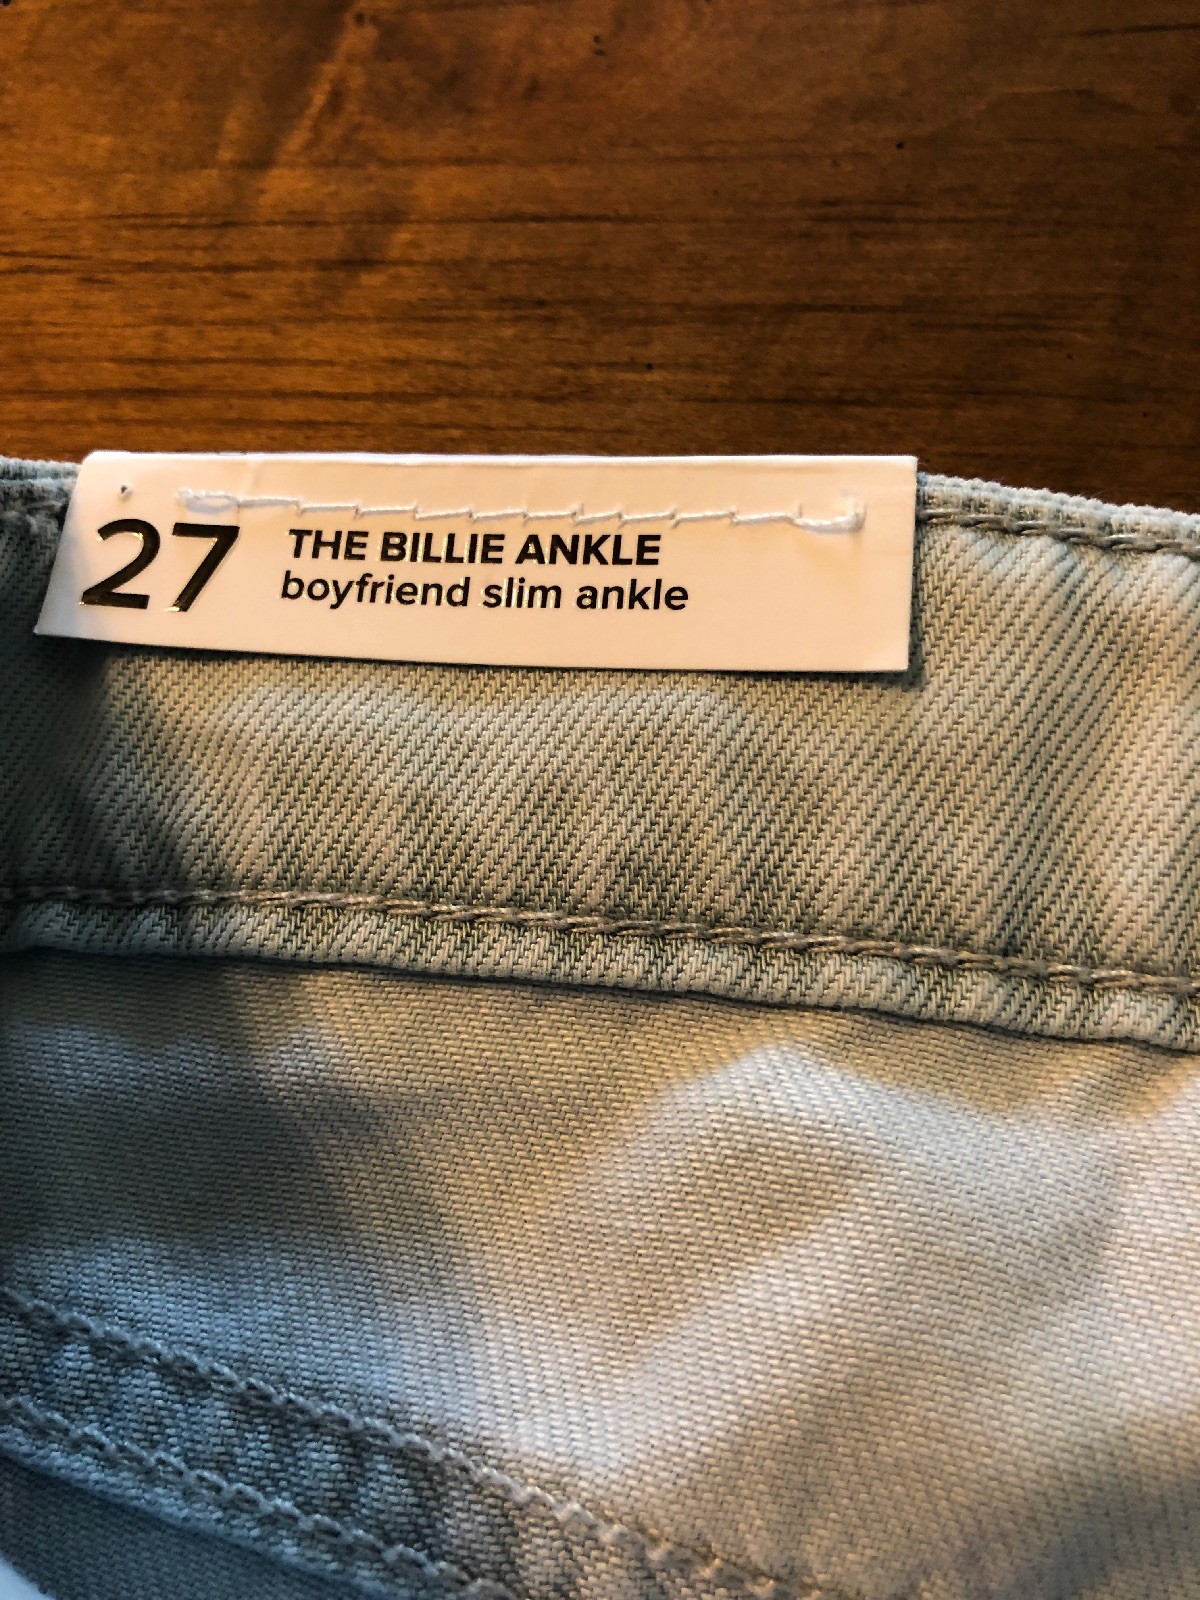 27
THE BILLIE ANKLE
boyfriend slim ankle